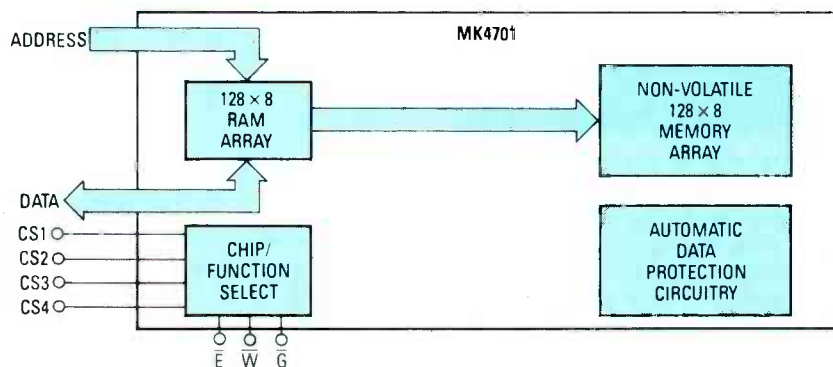 MK4701
ADDRESS
128 × 8
RAM
ARRAY
NON-VOLATILE
128 × 8
MEMORY
ARRAY
DATA
CS1
CS2
CS3
CS4
CHIP/
FUNCTION
SELECT
AUTOMATIC
DATA
PROTECTION
CIRCUITRY
E̅ W̅ G̅